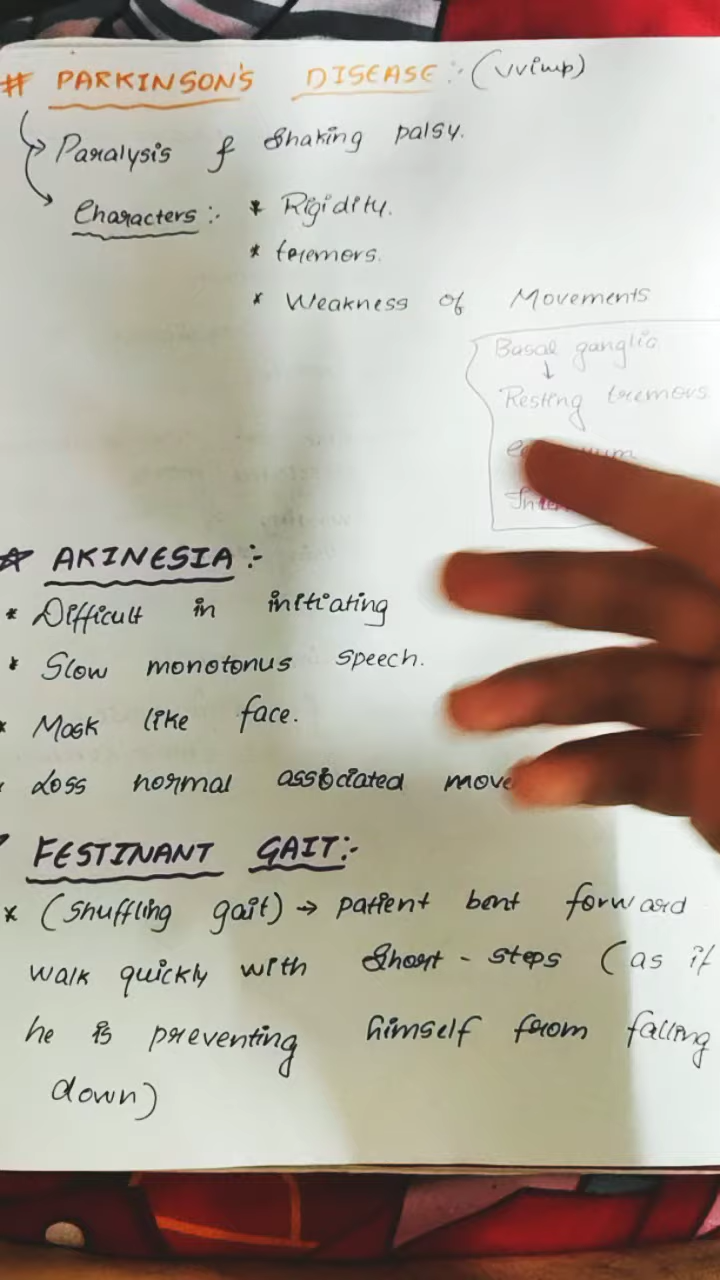 # PARKINSON'S DISEASE :- (vvimp)
Paralysis & Shaking palsy.
Characters :- * Rigidity.
* tremors.
* Weakness of Movements
Basal ganglia
↓
Resting tremors
* AKINESIA :-
* Difficult in initiating
* Slow monotonus speech.
* Mask like face.
* Loss normal associated move
FESTINANT GAIT :-
* (Shuffling gait) → patient bent forward
walk quickly with Short - steps (as if
he is preventing himself from falling
down)